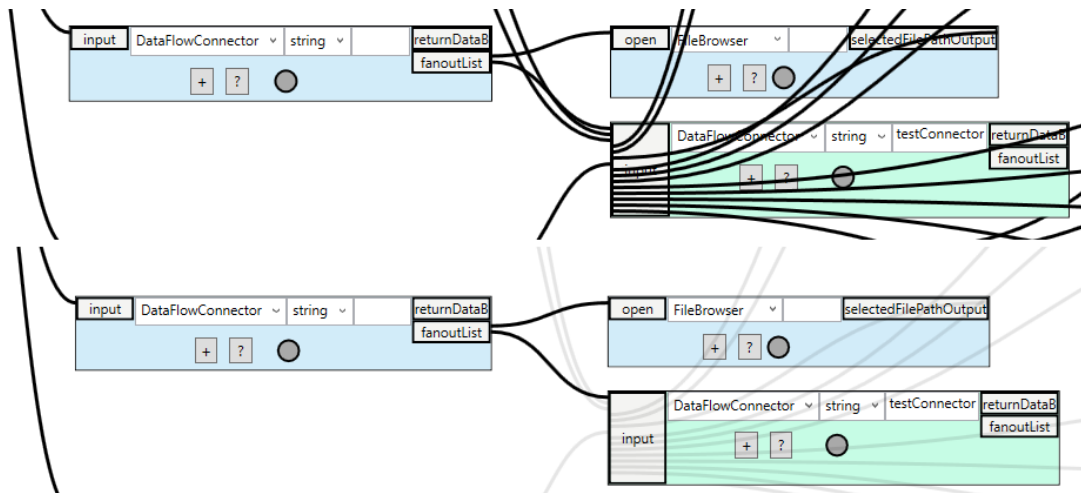 input DataFlowConnector string returnDataB
fanoutList
+ ?
open FileBrowser selectedFilePathOutput
+ ?
input DataFlowConnector string testConnector returnDataB
fanoutList
+ ?
input DataFlowConnector string returnDataB
fanoutList
+ ?
open FileBrowser selectedFilePathOutput
+ ?
input DataFlowConnector string testConnector returnDataB
fanoutList
+ ?